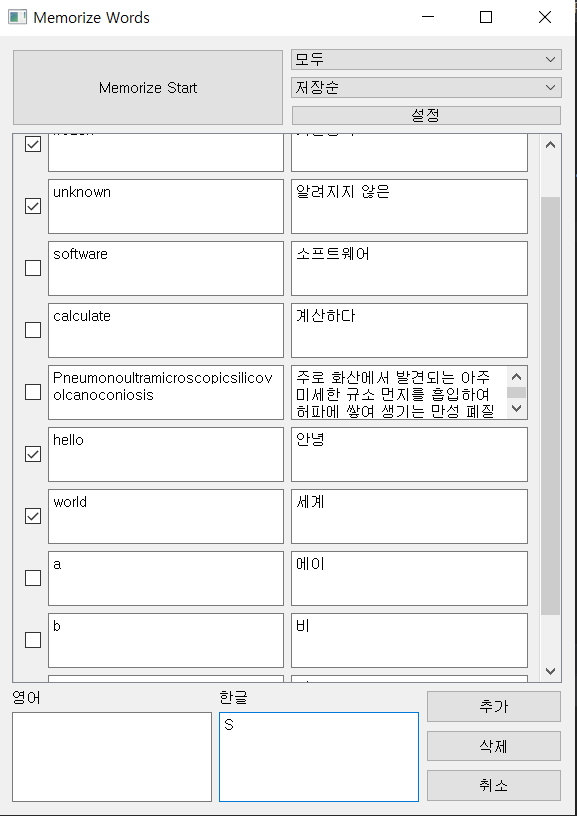 Memorize Words
Memorize Start
모두
저장순
설정
unknown
알려지지 않은
software
소프트웨어
calculate
계산하다
Pneumonoultramicroscopicsilicov
olcanoconiosis
주로 화산에서 발견되는 아주
미세한 규소 먼지를 흡입하여
허파에 쌓여 생기는 만성 폐질
hello
안녕
world
세계
a
에이
b
비
영어
한글
추가
S
삭제
취소